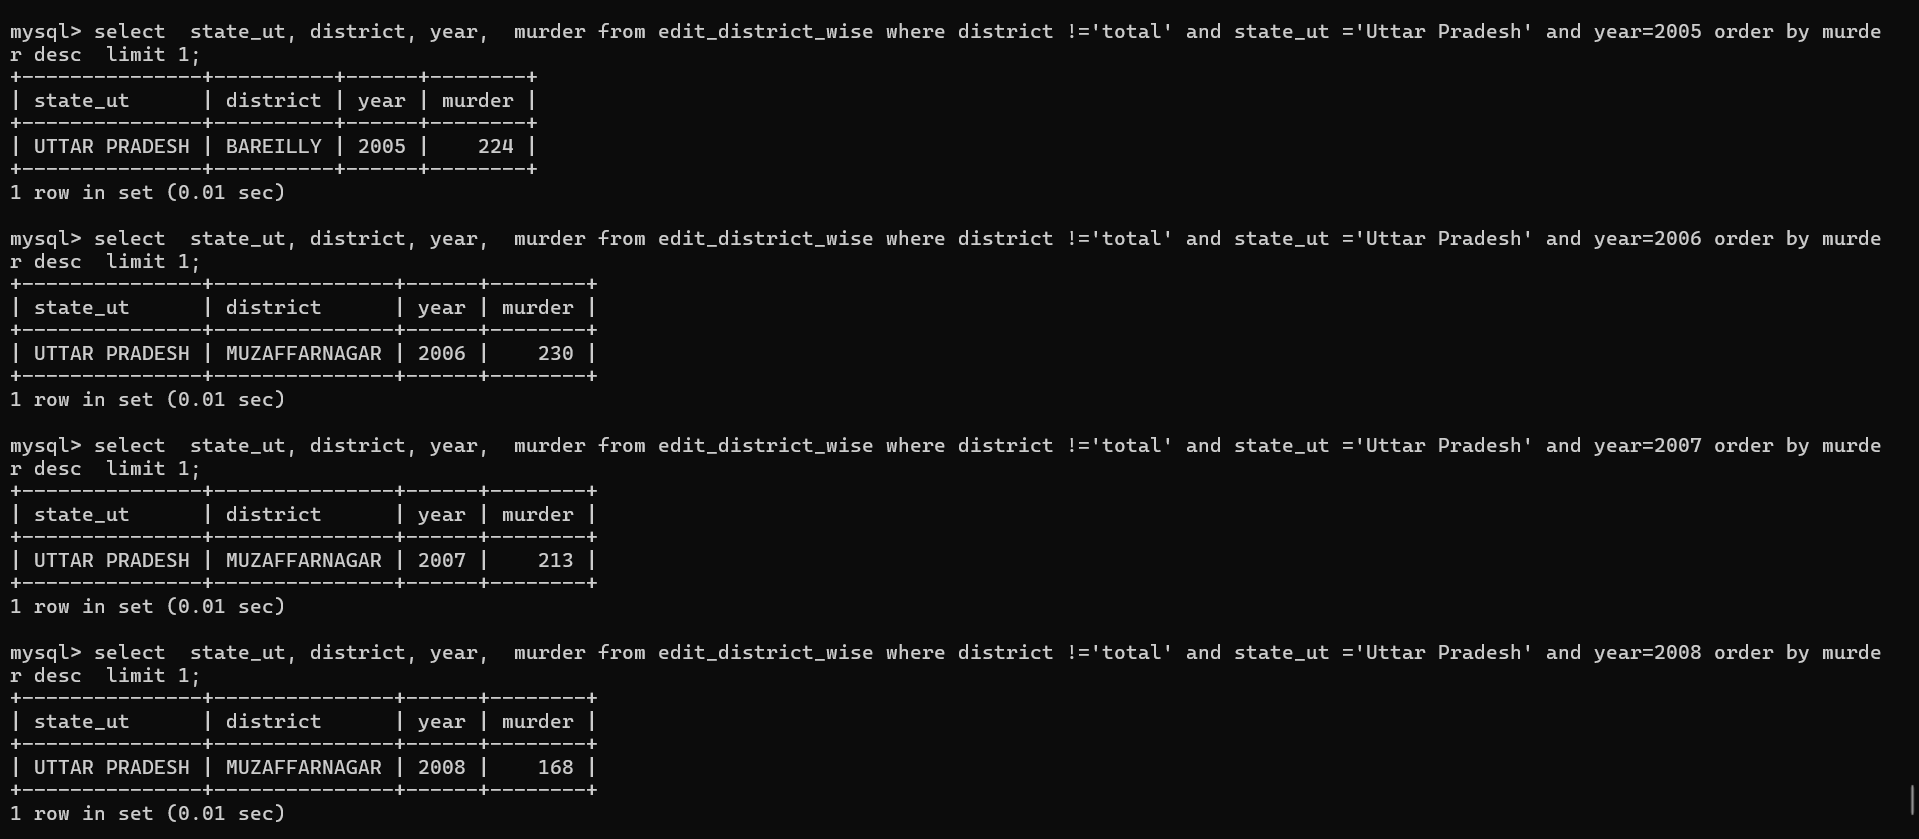 mysql> select  state_ut, district, year,  murder from edit_district_wise where district !='total' and state_ut ='Uttar Pradesh' and year=2005 order by murde
r desc  limit 1;
+---------------+----------+------+--------+
| state_ut      | district | year | murder |
+---------------+----------+------+--------+
| UTTAR PRADESH | BAREILLY | 2005 |    224 |
+---------------+----------+------+--------+
1 row in set (0.01 sec)

mysql> select  state_ut, district, year,  murder from edit_district_wise where district !='total' and state_ut ='Uttar Pradesh' and year=2006 order by murde
r desc  limit 1;
+---------------+--------------+------+--------+
| state_ut      | district      | year | murder |
+---------------+---------------+------+--------+
| UTTAR PRADESH | MUZAFFARNAGAR | 2006 |    230 |
+---------------+---------------+------+--------+
1 row in set (0.01 sec)

mysql> select  state_ut, district, year,  murder from edit_district_wise where district !='total' and state_ut ='Uttar Pradesh' and year=2007 order by murde
r desc  limit 1;
+---------------+---------------+------+--------+
| state_ut      | district      | year | murder |
+---------------+---------------+------+--------+
| UTTAR PRADESH | MUZAFFARNAGAR | 2007 |    213 |
+---------------+---------------+------+--------+
1 row in set (0.01 sec)

mysql> select  state_ut, district, year,  murder from edit_district_wise where district !='total' and state_ut ='Uttar Pradesh' and year=2008 order by murde
r desc  limit 1;
+---------------+---------------+------+--------+
| state_ut      | district      | year | murder |
+---------------+---------------+------+--------+
| UTTAR PRADESH | MUZAFFARNAGAR | 2008 |    168 |
+---------------+---------------+------+--------+
1 row in set (0.01 sec)